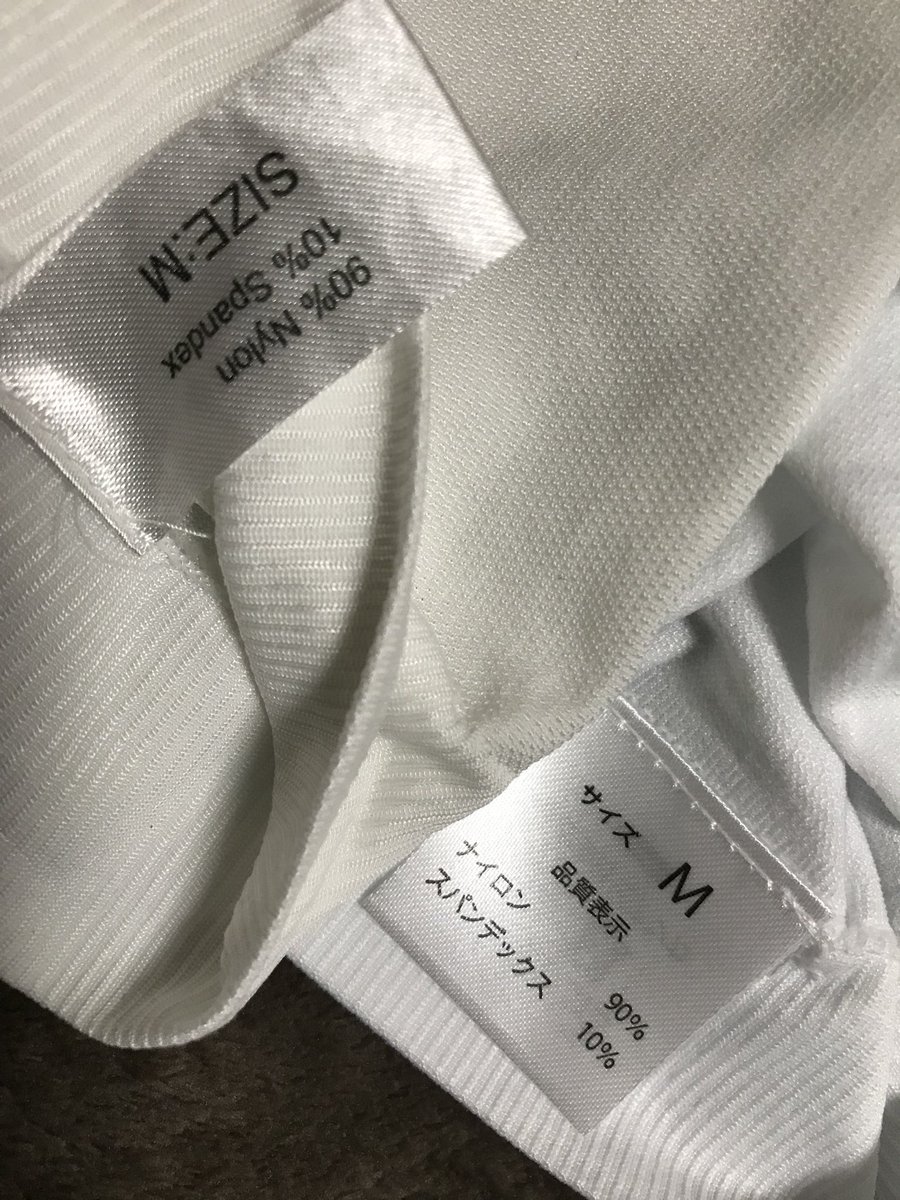 SIZE:M
10% Spandex
90% Nylon
サイズ M
品質表示
ナイロン 90%
スパンデックス 10%